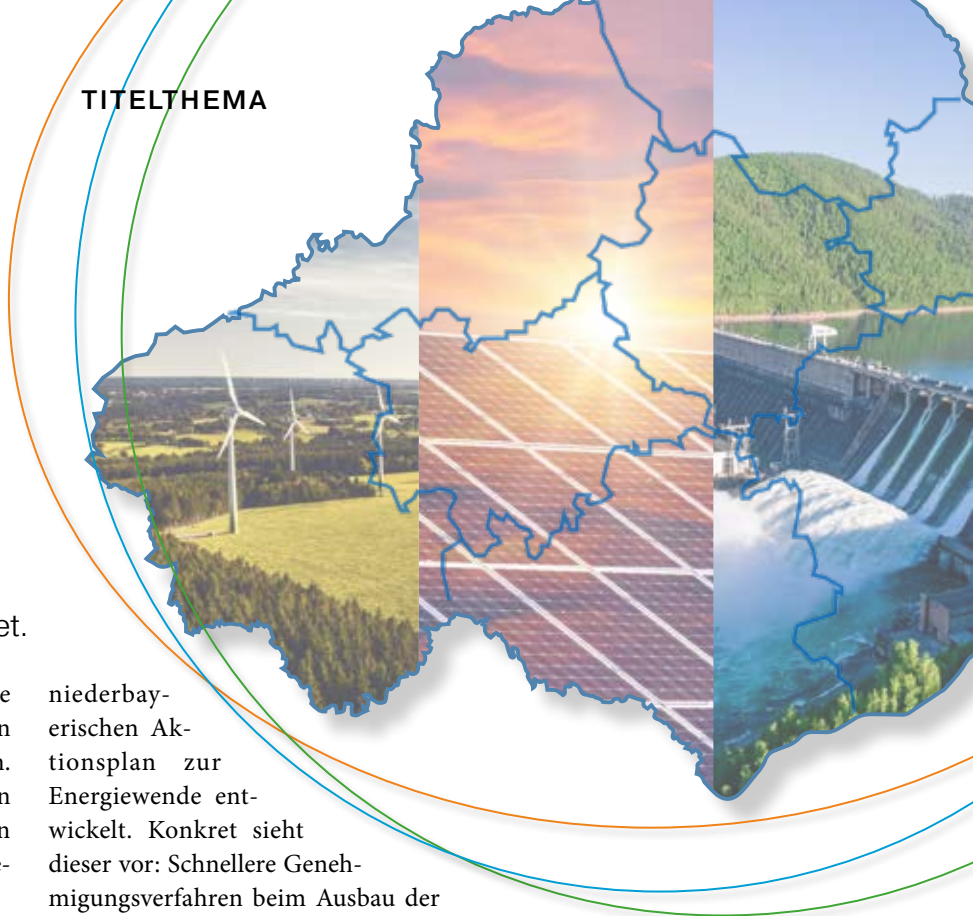 TITELTHEMA
et.
e
n
n.
n
n
e-
niederbay-
erischen Ak-
tionsplan zur
Energiewende ent-
wickelt. Konkret sieht
dieser vor: Schnellere Geneh-
migungsverfahren beim Ausbau der